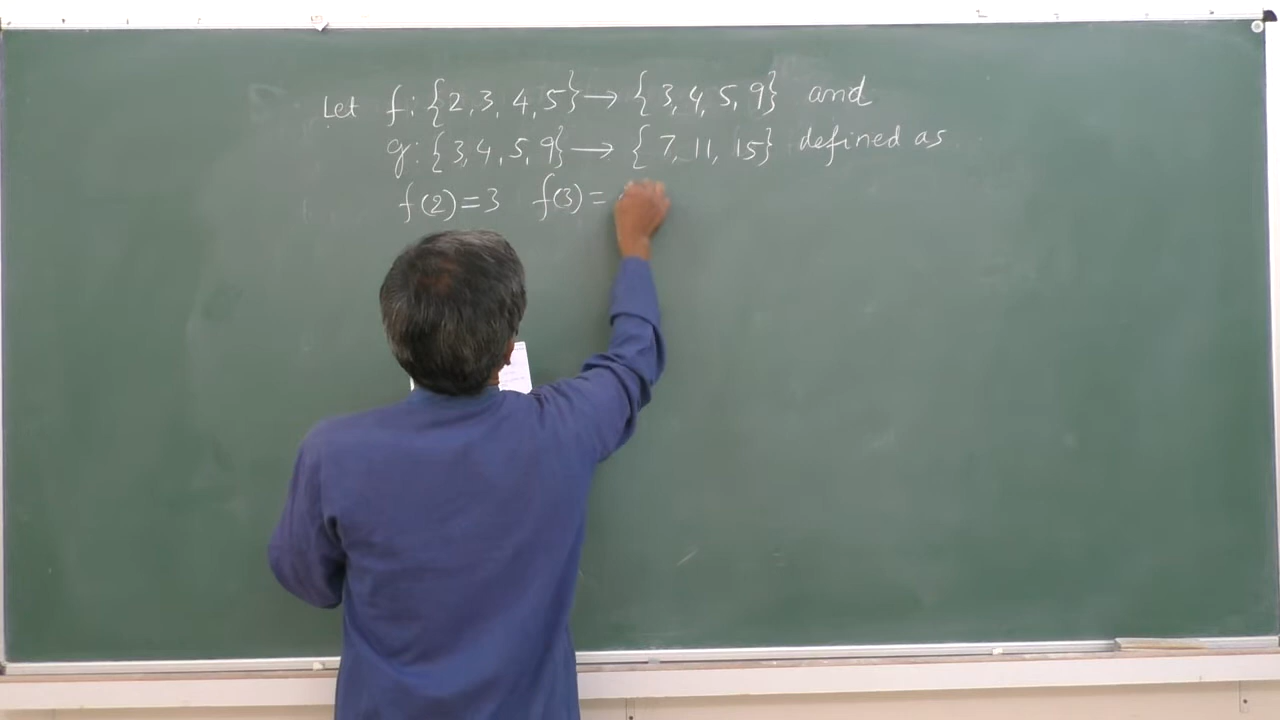 Let f: {2, 3, 4, 5} → {3, 4, 5, 9} and
g: {3, 4, 5, 9} → {7, 11, 15} defined as
f(2) = 3 f(3) =